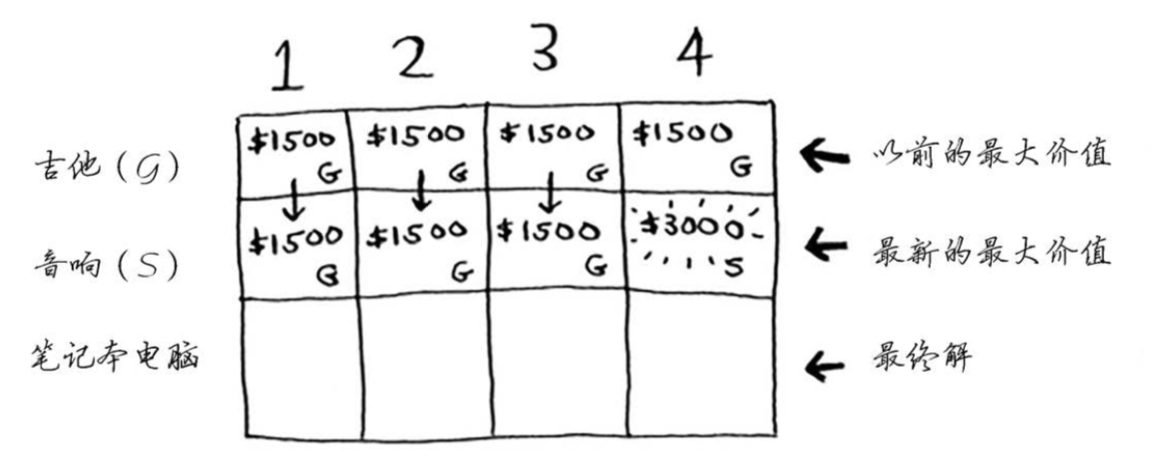 1 2 3 4
吉他(G) $1500 $1500 $1500 $1500 以前的最大价值
G G G G
音响(S) $1500 $1500 $1500 $3000 最新的最大价值
G G G S
笔记本电脑 最终解